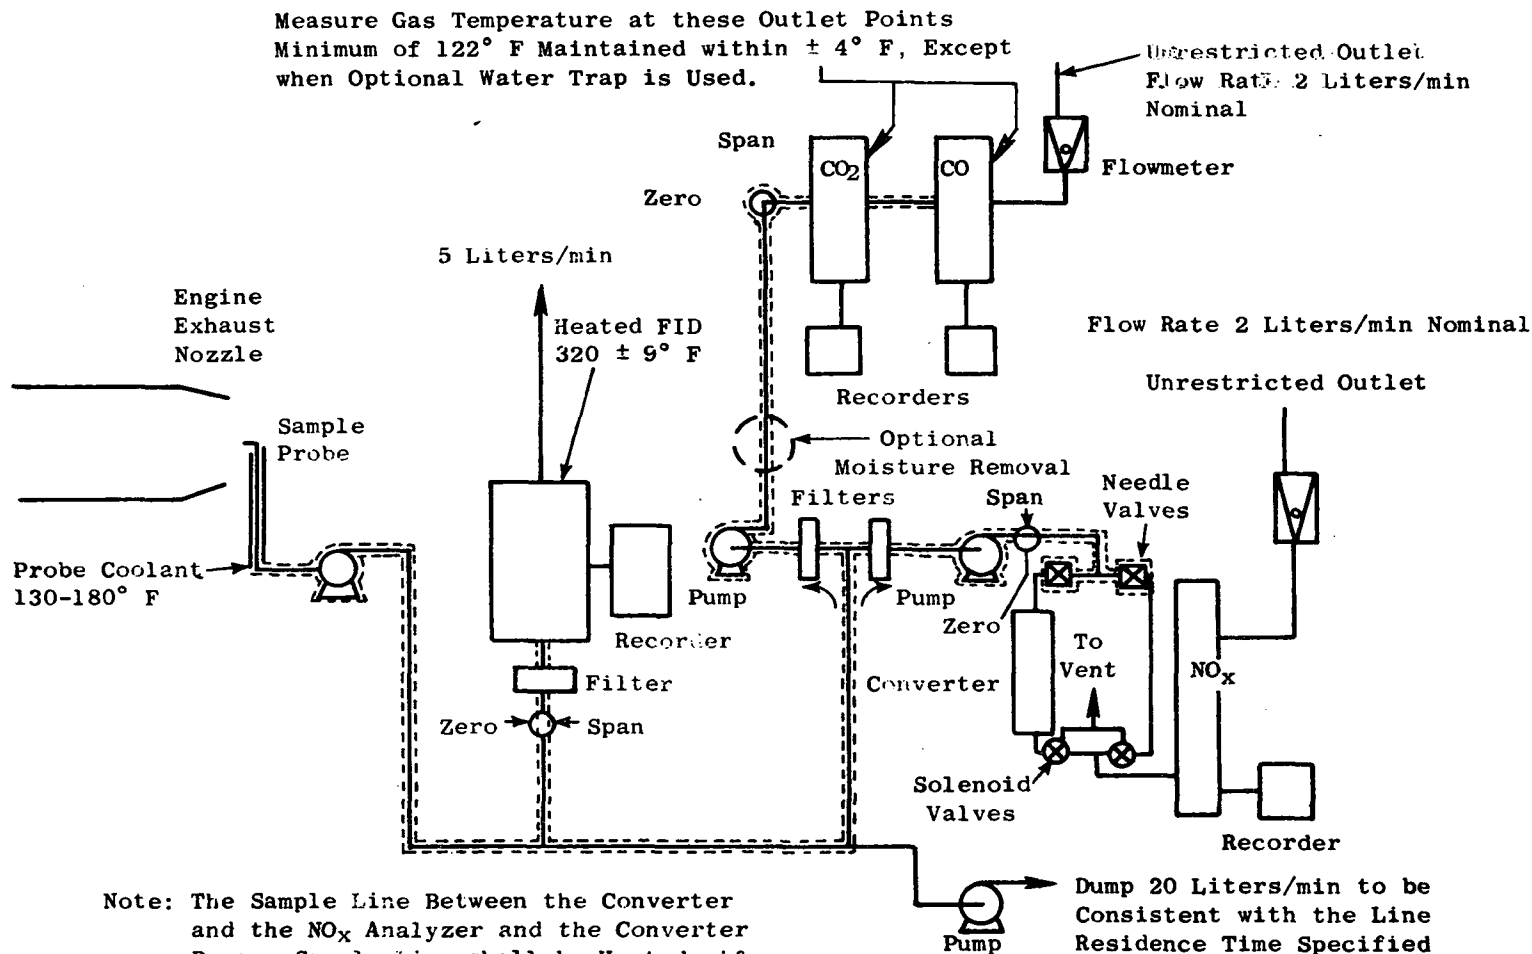 Measure Gas Temperature at these Outlet Points
Minimum of 122° F Maintained within ± 4° F, Except
when Optional Water Trap is Used.
Unrestricted Outlet
Flow Rate 2 Liters/min
Nominal
Span
CO2
CO
Flowmeter
Zero
5 Liters/min
Engine
Exhaust
Nozzle
Heated FID
320 ± 9° F
Flow Rate 2 Liters/min Nominal
Unrestricted Outlet
Recorders
Sample
Probe
Optional
Moisture Removal
Filters
Span
Needle
Valves
Probe Coolant
130-180° F
Pump
Pump
Zero
Recorder
To
Vent
Filter
Converter
NOx
Zero
Span
Solenoid
Valves
Recorder
Note: The Sample Line Between the Converter
and the NOx Analyzer and the Converter
Dump 20 Liters/min to be
Consistent with the Line
Residence Time Specified
Pump